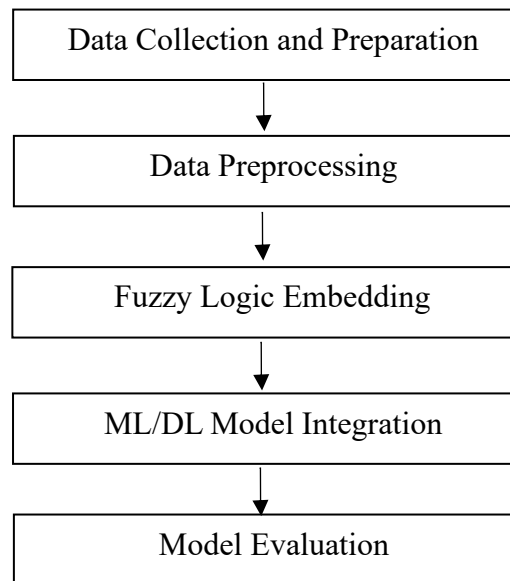 Data Collection and Preparation
Data Preprocessing
Fuzzy Logic Embedding
ML/DL Model Integration
Model Evaluation